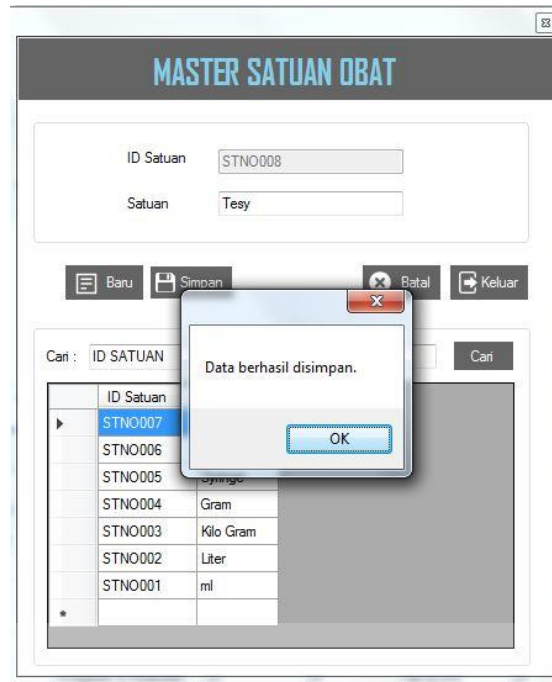 MASTER SATUAN OBAT
ID Satuan STNO008
Satuan Tesy
Baru Simpan Batal Keluar
Cari : ID SATUAN Cari
Data berhasil disimpan.
OK
ID Satuan
STNO007
STNO006
STNO005 Syringe
STNO004 Gram
STNO003 Kilo Gram
STNO002 Liter
STNO001 ml
*